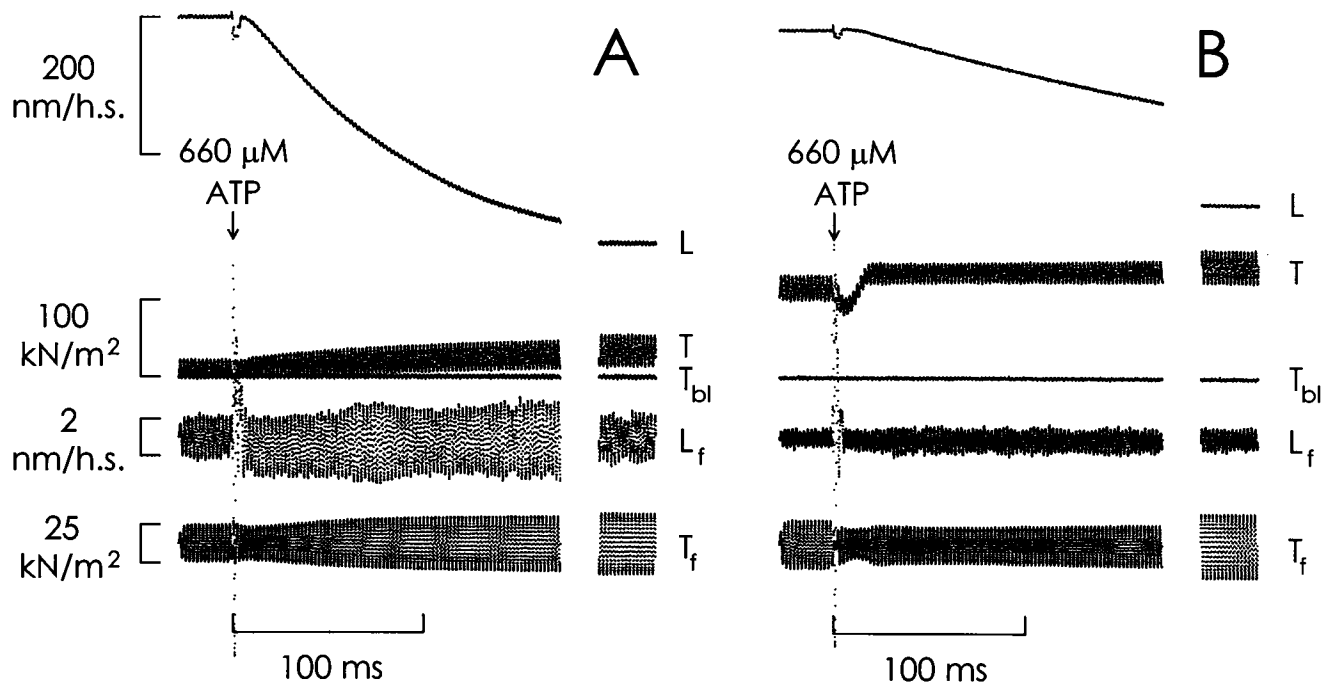 A
200
nm/h.s.
660 μM
ATP
L
100
kN/m²
T
T_bl
2
nm/h.s.
L_f
25
kN/m²
T_f
100 ms
B
660 μM
ATP
L
T
T_bl
L_f
T_f
100 ms